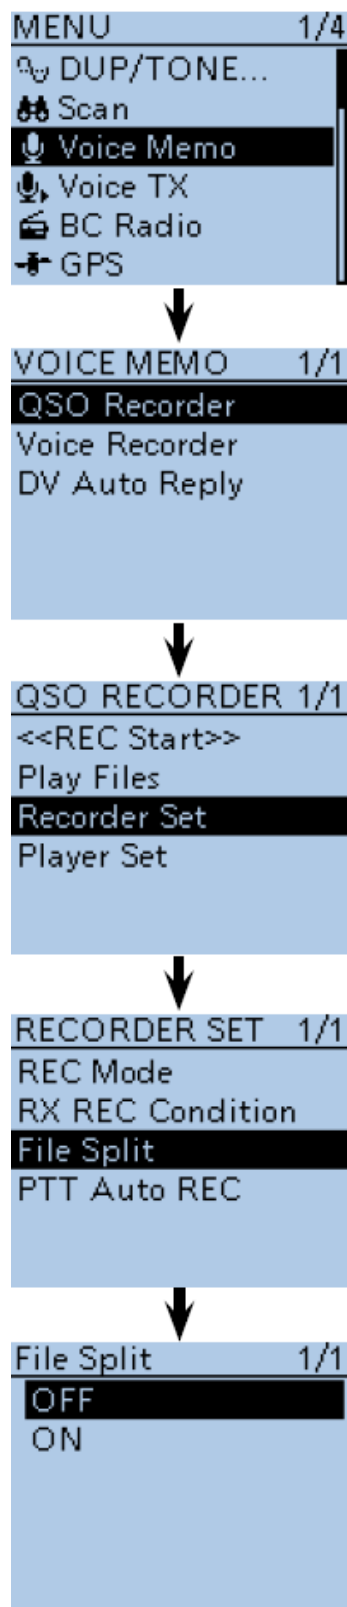 MENU 1/4
DUP/TONE...
Scan
Voice Memo
Voice TX
BC Radio
GPS
VOICE MEMO 1/1
QSO Recorder
Voice Recorder
DV Auto Reply
QSO RECORDER 1/1
<<REC Start>>
Play Files
Recorder Set
Player Set
RECORDER SET 1/1
REC Mode
RX REC Condition
File Split
PTT Auto REC
File Split 1/1
OFF
ON